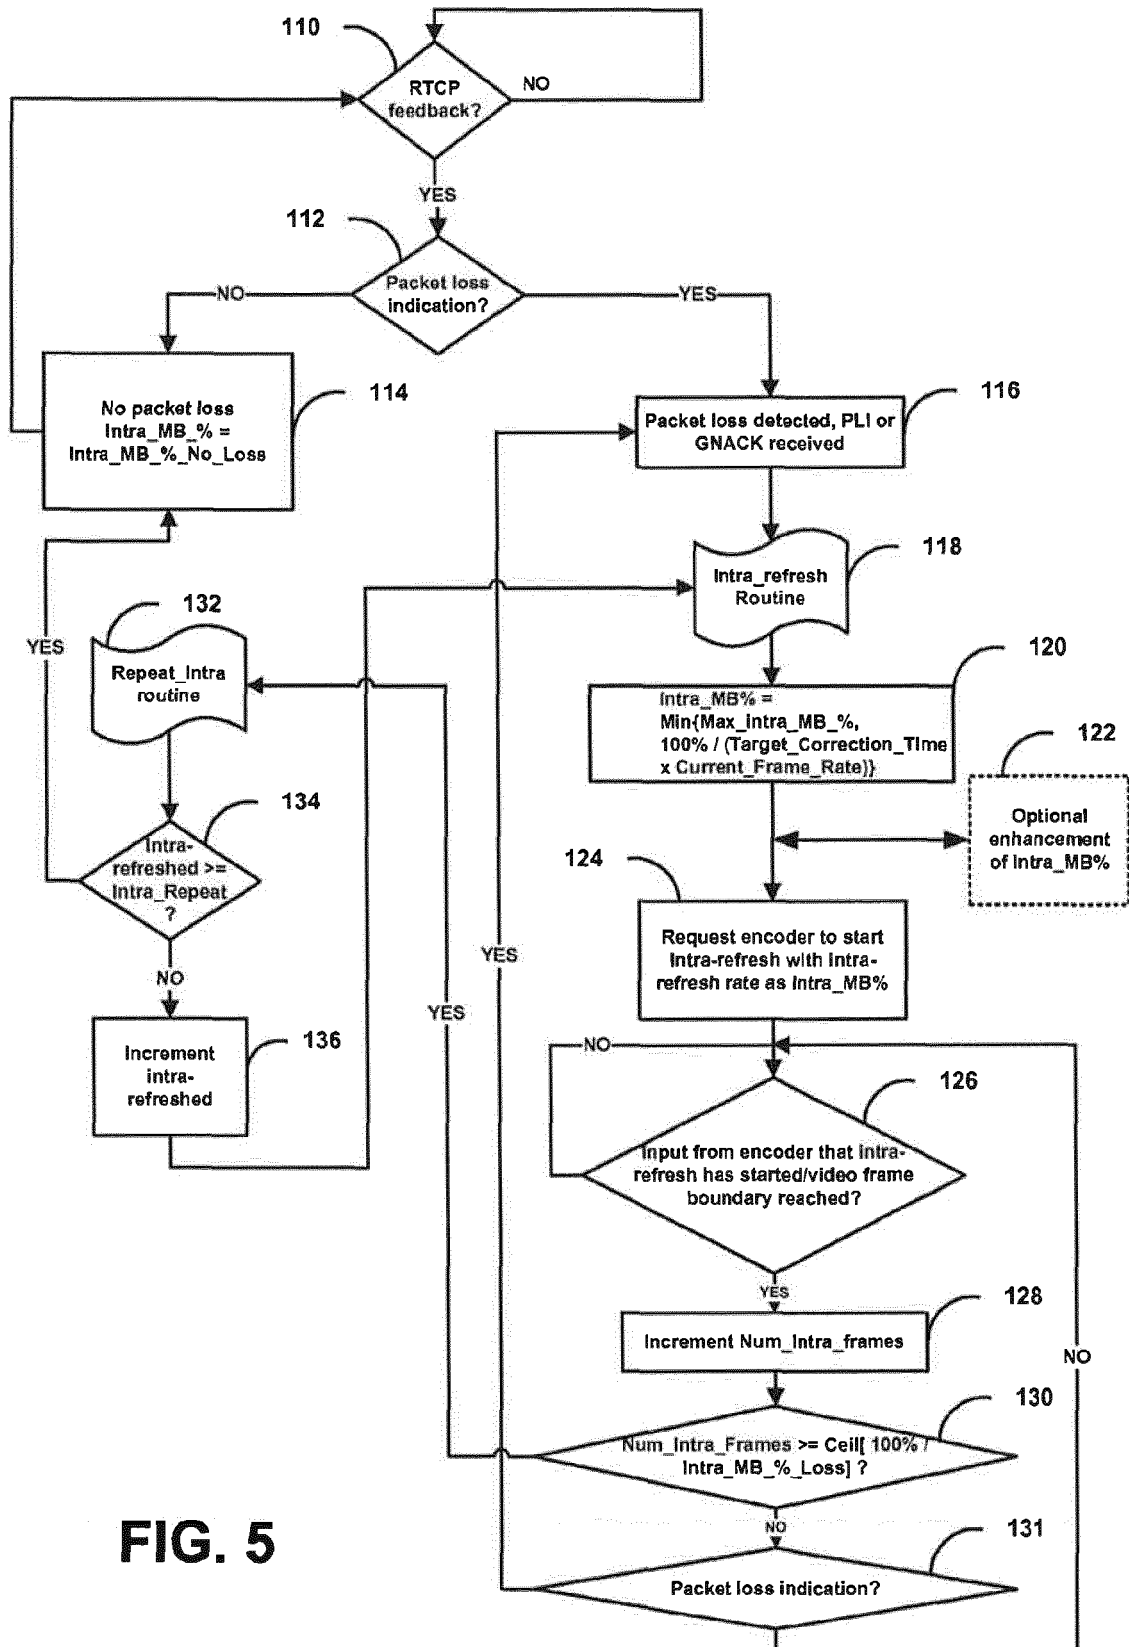 110
RTCP
feedback?
NO
YES
112
Packet loss
indication?
NO
YES
114
No packet loss
Intra_MB_% =
Intra_MB_%_No_Loss
116
Packet loss detected, PLI or
GNACK received
118
Intra_refresh
Routine
132
YES
Repeat_Intra
routine
120
Intra_MB% =
Min{Max_Intra_MB_%,
100% / (Target_Correction_Time
x Current_Frame_Rate)}
122
Optional
enhancement
of Intra_MB%
134
Intra-
refreshed >=
Intra_Repeat
?
124
Request encoder to start
Intra-refresh with Intra-
refresh rate as Intra_MB%
YES
NO
YES
136
Increment
intra-
refreshed
NO
126
Input from encoder that Intra-
refresh has started/video frame
boundary reached?
YES
128
Increment Num_Intra_frames
NO
130
Num_Intra_Frames >= Ceil[ 100% /
Intra_MB_%_Loss] ?
NO
131
Packet loss indication?
FIG. 5